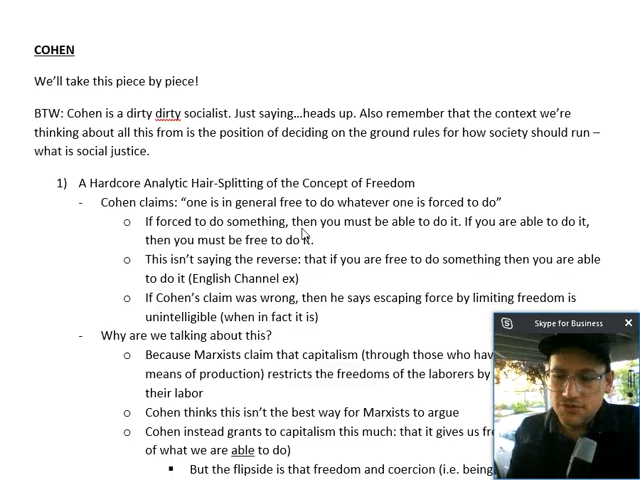 COHEN
We'll take this piece by piece!
BTW: Cohen is a dirty dirty socialist. Just saying…heads up. Also remember that the context we're
thinking about all this from is the position of deciding on the ground rules for how society should run –
what is social justice.
1) A Hardcore Analytic Hair-Splitting of the Concept of Freedom
- Cohen claims: "one is in general free to do whatever one is forced to do"
o If forced to do something, then you must be able to do it. If you are able to do it,
then you must be free to do it.
o This isn't saying the reverse: that if you are free to do something then you are able
to do it (English Channel ex)
o If Cohen's claim was wrong, then he says escaping force by limiting freedom is
unintelligible (when in fact it is)
- Why are we talking about this?
o Because Marxists claim that capitalism (through those who
means of production) restricts the freedoms of the laborers by
their labor
o Cohen thinks this isn't the best way for Marxists to argue
o Cohen instead grants to capitalism this much: that it gives us
of what we are able to do)
▪ But the flipside is that freedom and coercion (i.e. being
Skype for Business